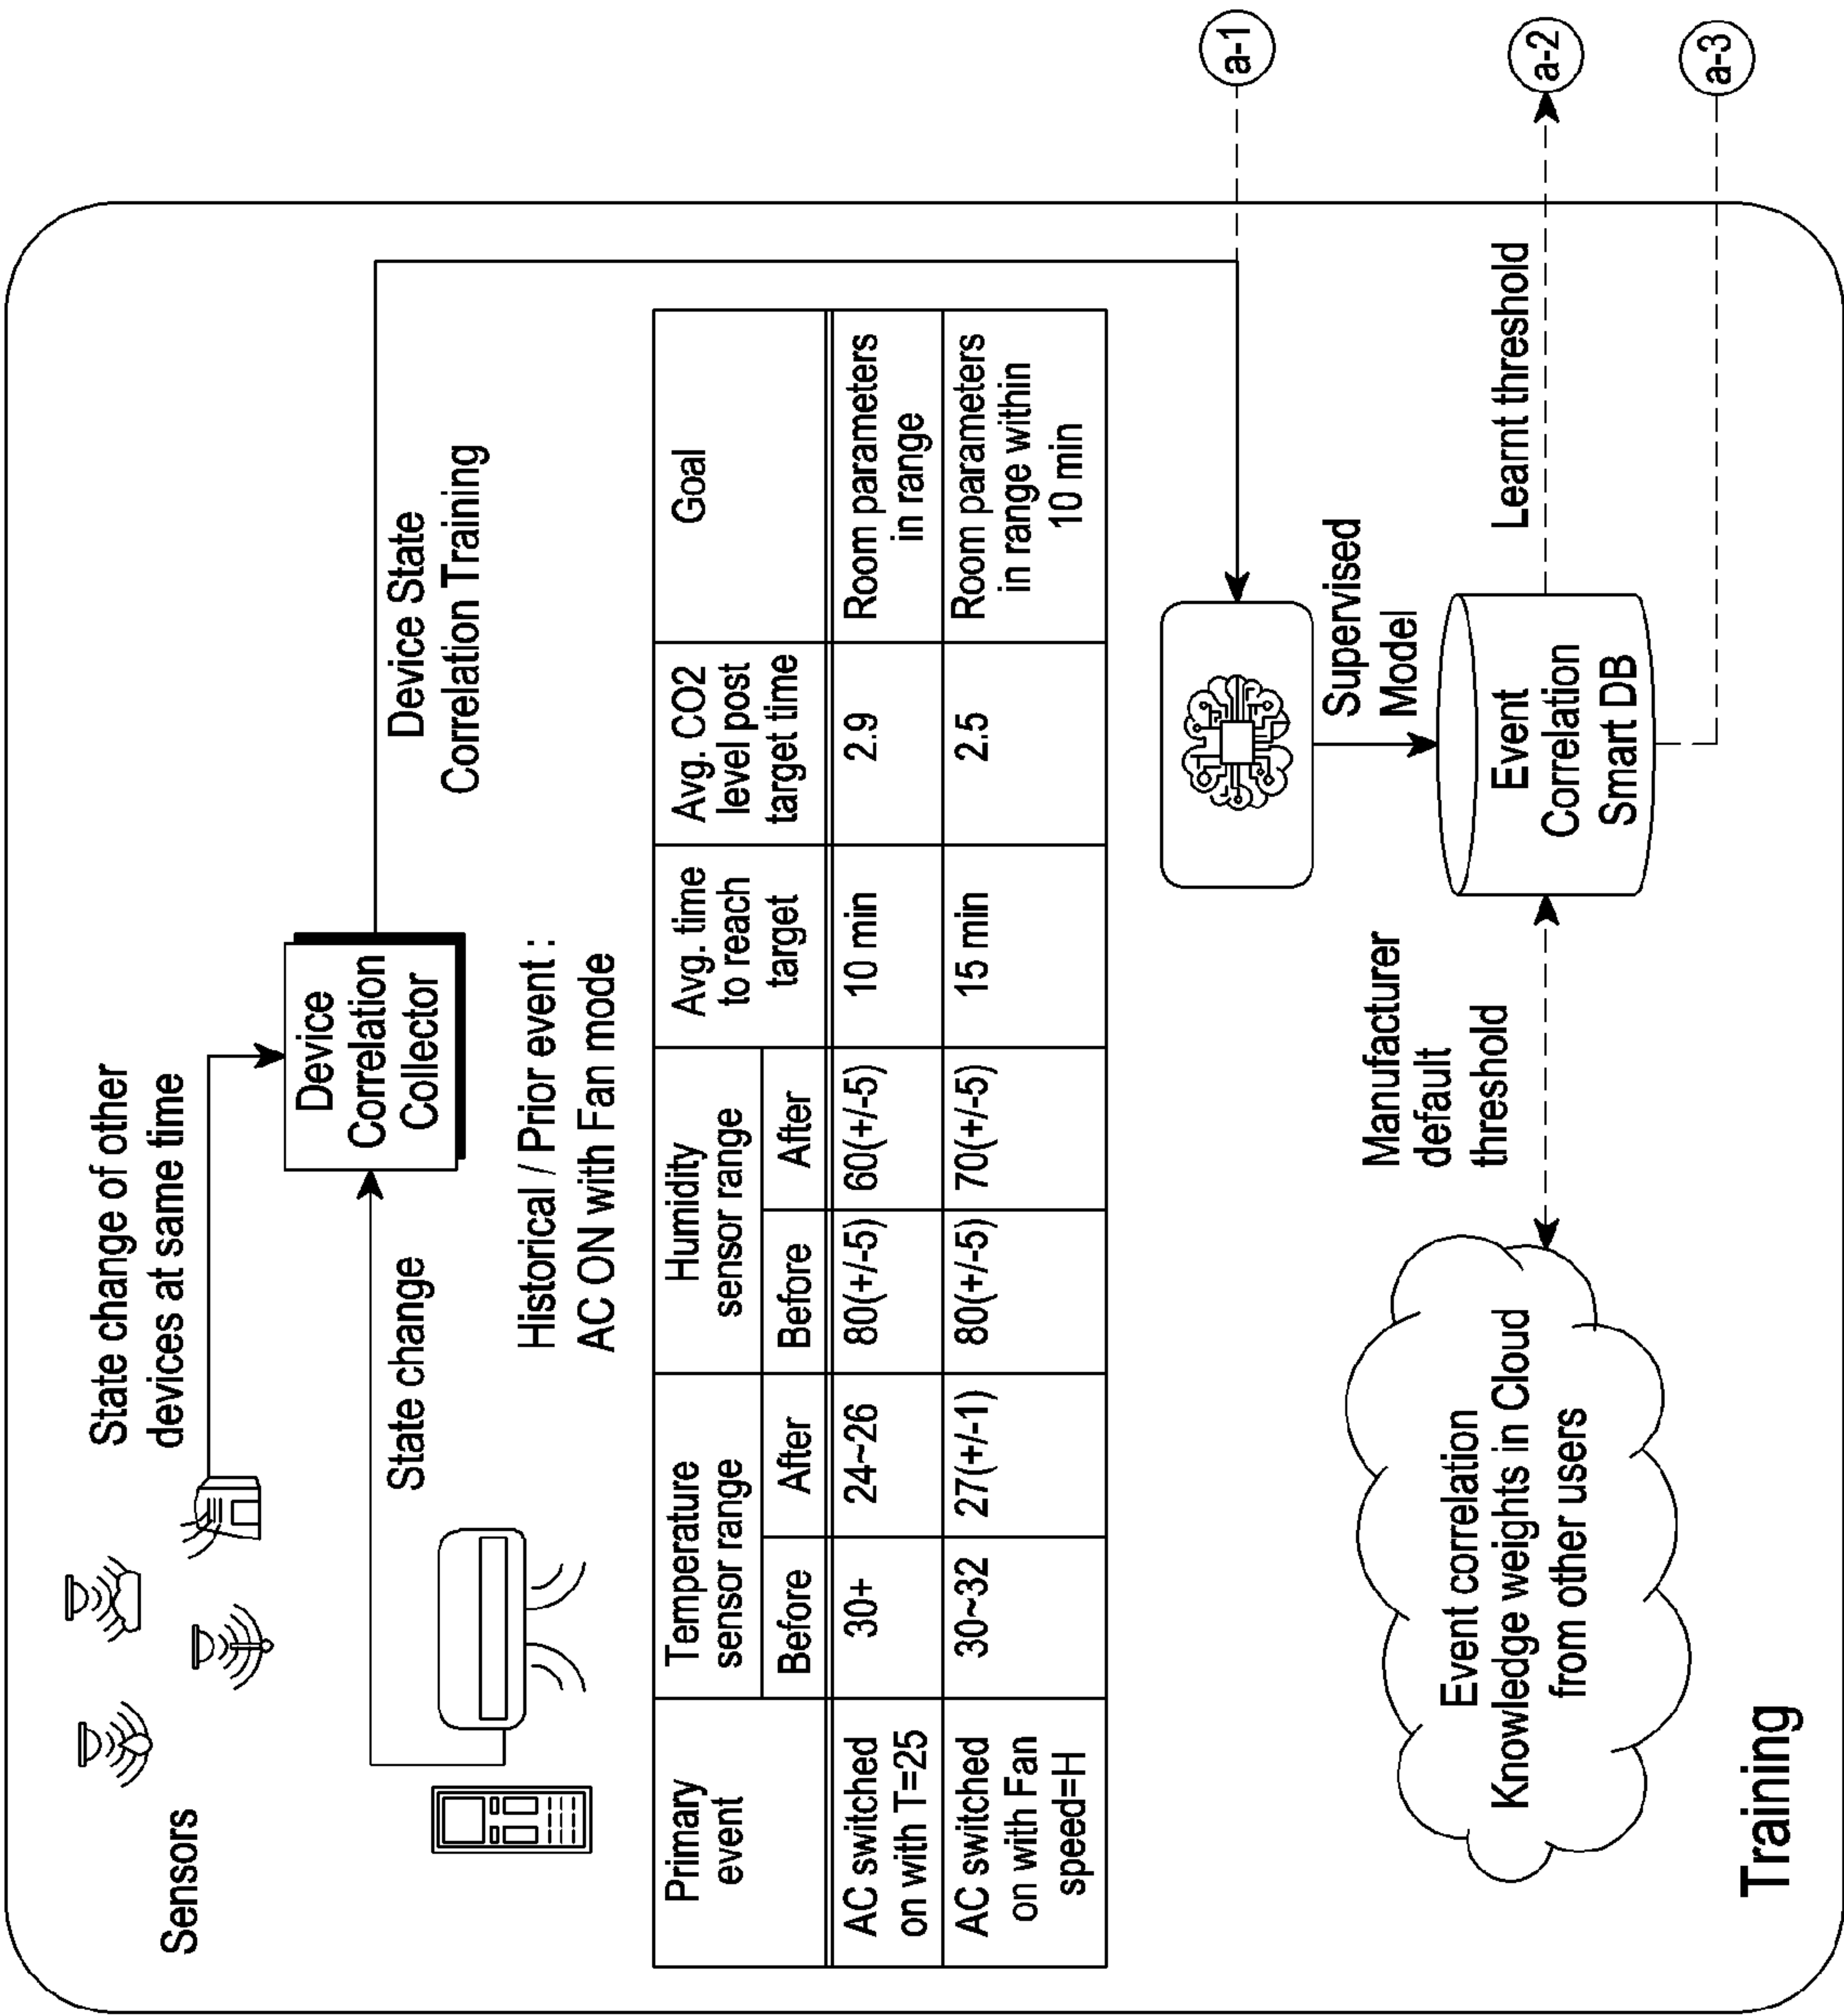 Sensors
State change of other
devices at same time
State change
Device
Correlation
Collector
Device State
Correlation Training
Historical / Prior event :
AC ON with Fan mode
Primary
event
Temperature
sensor range
Humidity
sensor range
Avg. time
to reach
target
Avg. CO2
level post
target time
Goal
Before
After
Before
After
AC switched
on with T=25
30+
24~26
80(+/-5)
60(+/-5)
10 min
2.9
Room parameters
in range
AC switched
on with Fan
speed=H
30~32
27(+/-1)
80(+/-5)
70(+/-5)
15 min
2.5
Room parameters
in range within
10 min
a-1
Supervised
Model
Event correlation
Knowledge weights in Cloud
from other users
Manufacturer
default
threshold
Event
Correlation
Smart DB
Learnt threshold
a-2
a-3
Training